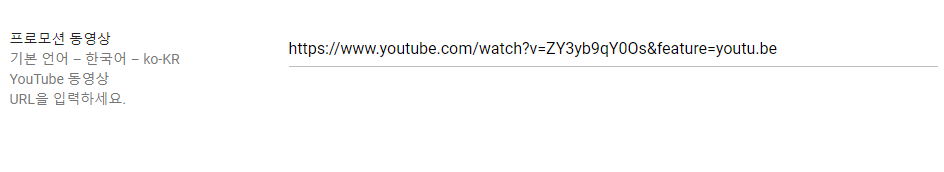 프로모션 동영상
기본 언어 – 한국어 – ko-KR
YouTube 동영상
URL을 입력하세요.
https://www.youtube.com/watch?v=ZY3yb9qY0Os&feature=youtu.be